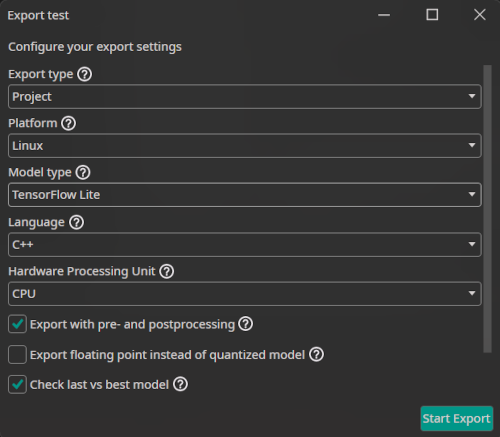 Export test
Configure your export settings
Export type ?
Project
Platform ?
Linux
Model type ?
TensorFlow Lite
Language ?
C++
Hardware Processing Unit ?
CPU
Export with pre- and postprocessing ?
Export floating point instead of quantized model ?
Check last vs best model ?
Start Export